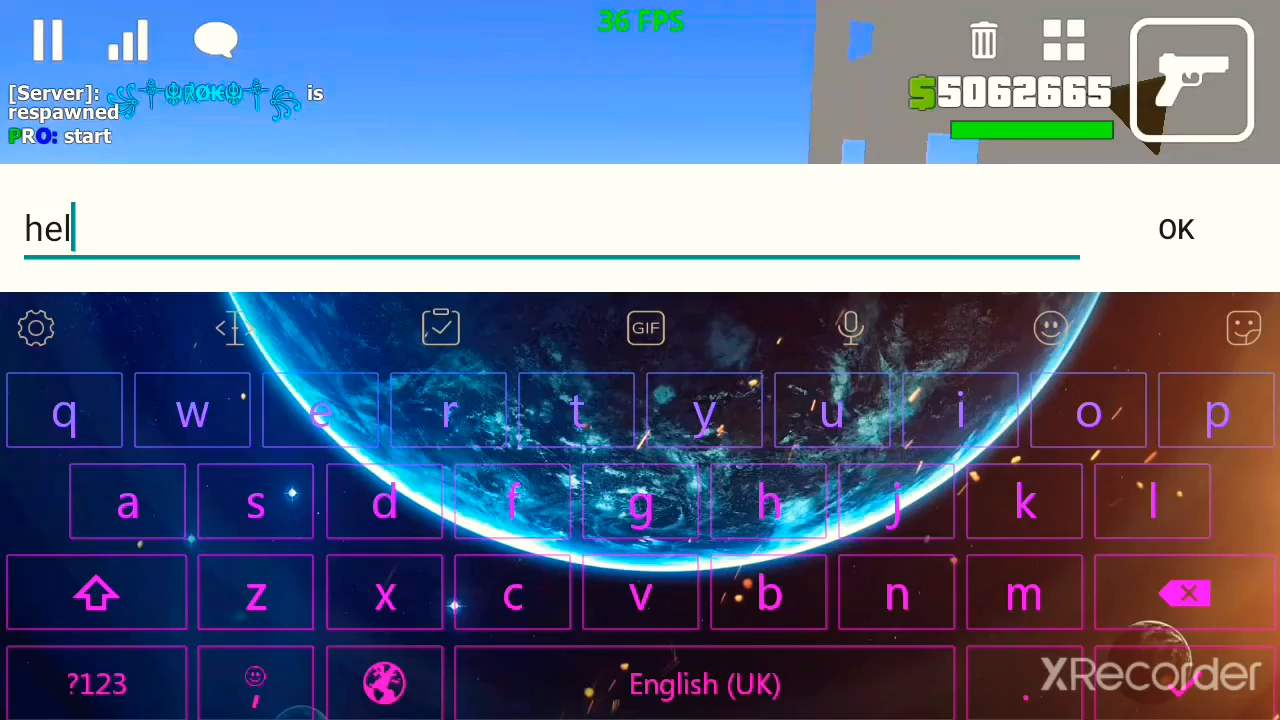 36 FPS
[Server]: is
respawned
PRO: start
$5062665
hel
OK
GIF
q w e r t y u i o p
a s d f g h j k l
z x c v b n m
?123 , English (UK) .
XRecorder